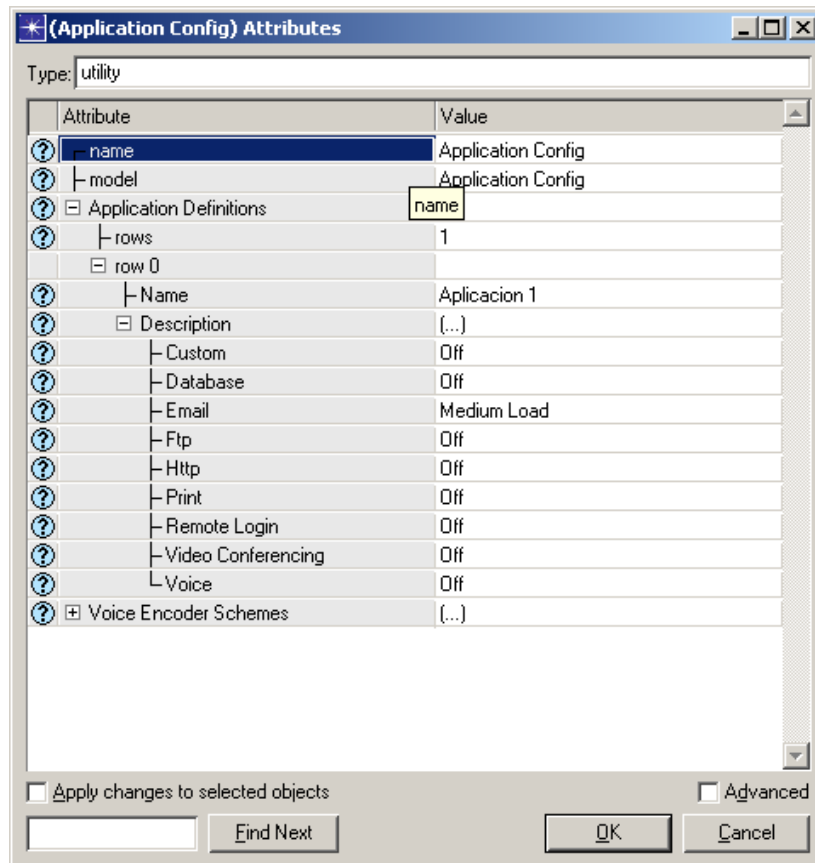 (Application Config) Attributes
Type: utility
Attribute Value
name Application Config
model Application Config
Application Definitions name
rows 1
row 0
Name Aplicacion 1
Description (...)
Custom Off
Database Off
Email Medium Load
Ftp Off
Http Off
Print Off
Remote Login Off
Video Conferencing Off
Voice Off
Voice Encoder Schemes (...)
Apply changes to selected objects Advanced
Find Next OK Cancel